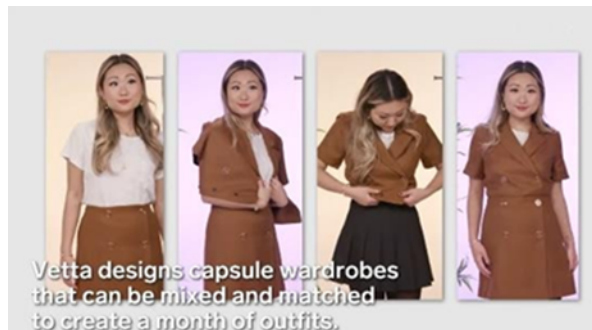 Vetta designs capsule wardrobes
that can be mixed and matched
to create a month of outfits.